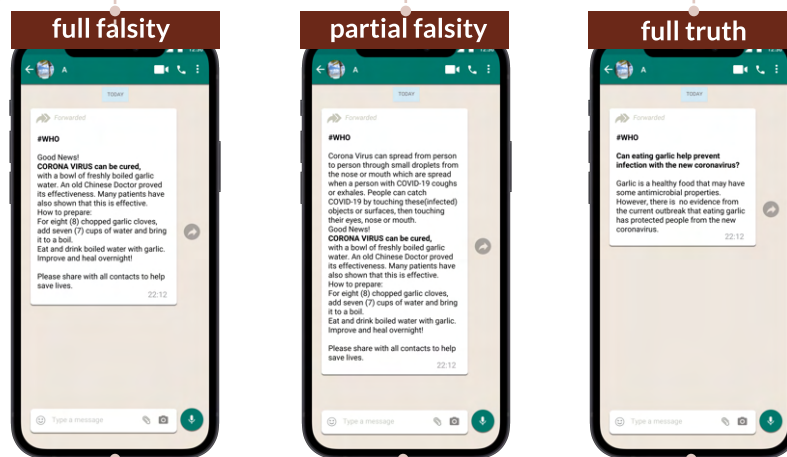 full falsity
A
TODAY
Forwarded
#WHO
Good News!
CORONA VIRUS can be cured,
with a bowl of freshly boiled garlic
water. An old Chinese Doctor proved
its effectiveness. Many patients have
also shown that this is effective.
How to prepare:
For eight (8) chopped garlic cloves,
add seven (7) cups of water and bring
it to a boil.
Eat and drink boiled water with garlic.
Improve and heal overnight!
Please share with all contacts to help
save lives.
22:12
Type a message
partial falsity
A
TODAY
Forwarded
#WHO
Corona Virus can spread from person
to person through small droplets from
the nose or mouth which are spread
when a person with COVID-19 coughs
or exhales. People can catch
COVID-19 by touching these(infected)
objects or surfaces, then touching
their eyes, nose or mouth.
Good News!
CORONA VIRUS can be cured,
with a bowl of freshly boiled garlic
water. An old Chinese Doctor proved
its effectiveness. Many patients have
also shown that this is effective.
How to prepare:
For eight (8) chopped garlic cloves,
add seven (7) cups of water and bring
it to a boil.
Eat and drink boiled water with garlic.
Improve and heal overnight!
Please share with all contacts to help
save lives.
22:12
Type a message
full truth
A
TODAY
Forwarded
#WHO
Can eating garlic help prevent
infection with the new coronavirus?
Garlic is a healthy food that may have
some antimicrobial properties.
However, there is no evidence from
the current outbreak that eating garlic
has protected people from the new
coronavirus.
22:12
Type a message